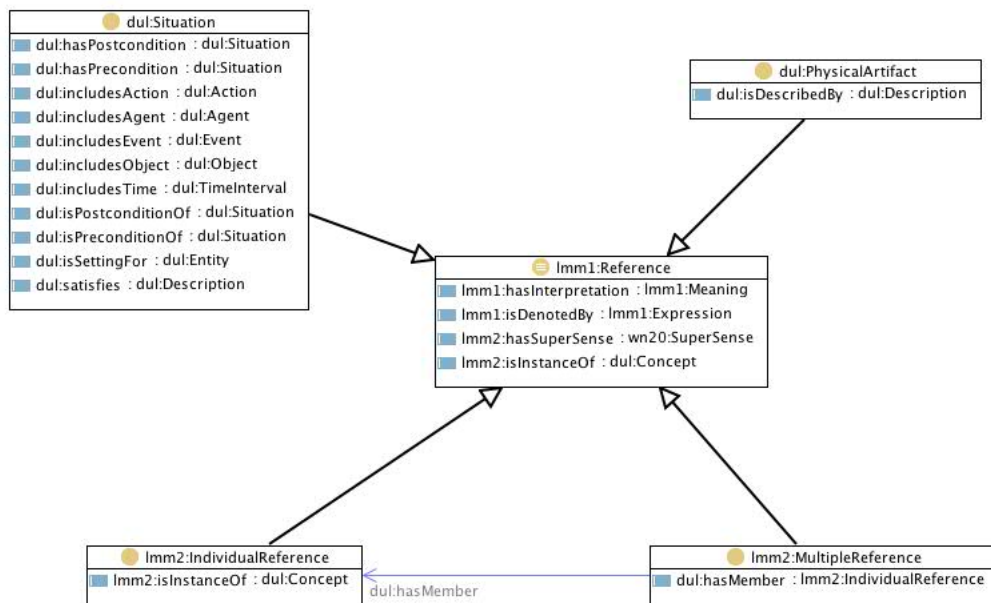 dul:Situation
dul:hasPostcondition : dul:Situation
dul:hasPrecondition : dul:Situation
dul:includesAction : dul:Action
dul:includesAgent : dul:Agent
dul:includesEvent : dul:Event
dul:includesObject : dul:Object
dul:includesTime : dul:TimeInterval
dul:isPostconditionOf : dul:Situation
dul:isPreconditionOf : dul:Situation
dul:isSettingFor : dul:Entity
dul:satisfies : dul:Description
dul:PhysicalArtifact
dul:isDescribedBy : dul:Description
lmm1:Reference
lmm1:hasInterpretation : lmm1:Meaning
lmm1:isDenotedBy : lmm1:Expression
lmm2:hasSuperSense : wn20:SuperSense
lmm2:isInstanceOf : dul:Concept
lmm2:IndividualReference
lmm2:isInstanceOf : dul:Concept
dul:hasMember
lmm2:MultipleReference
dul:hasMember : lmm2:IndividualReference